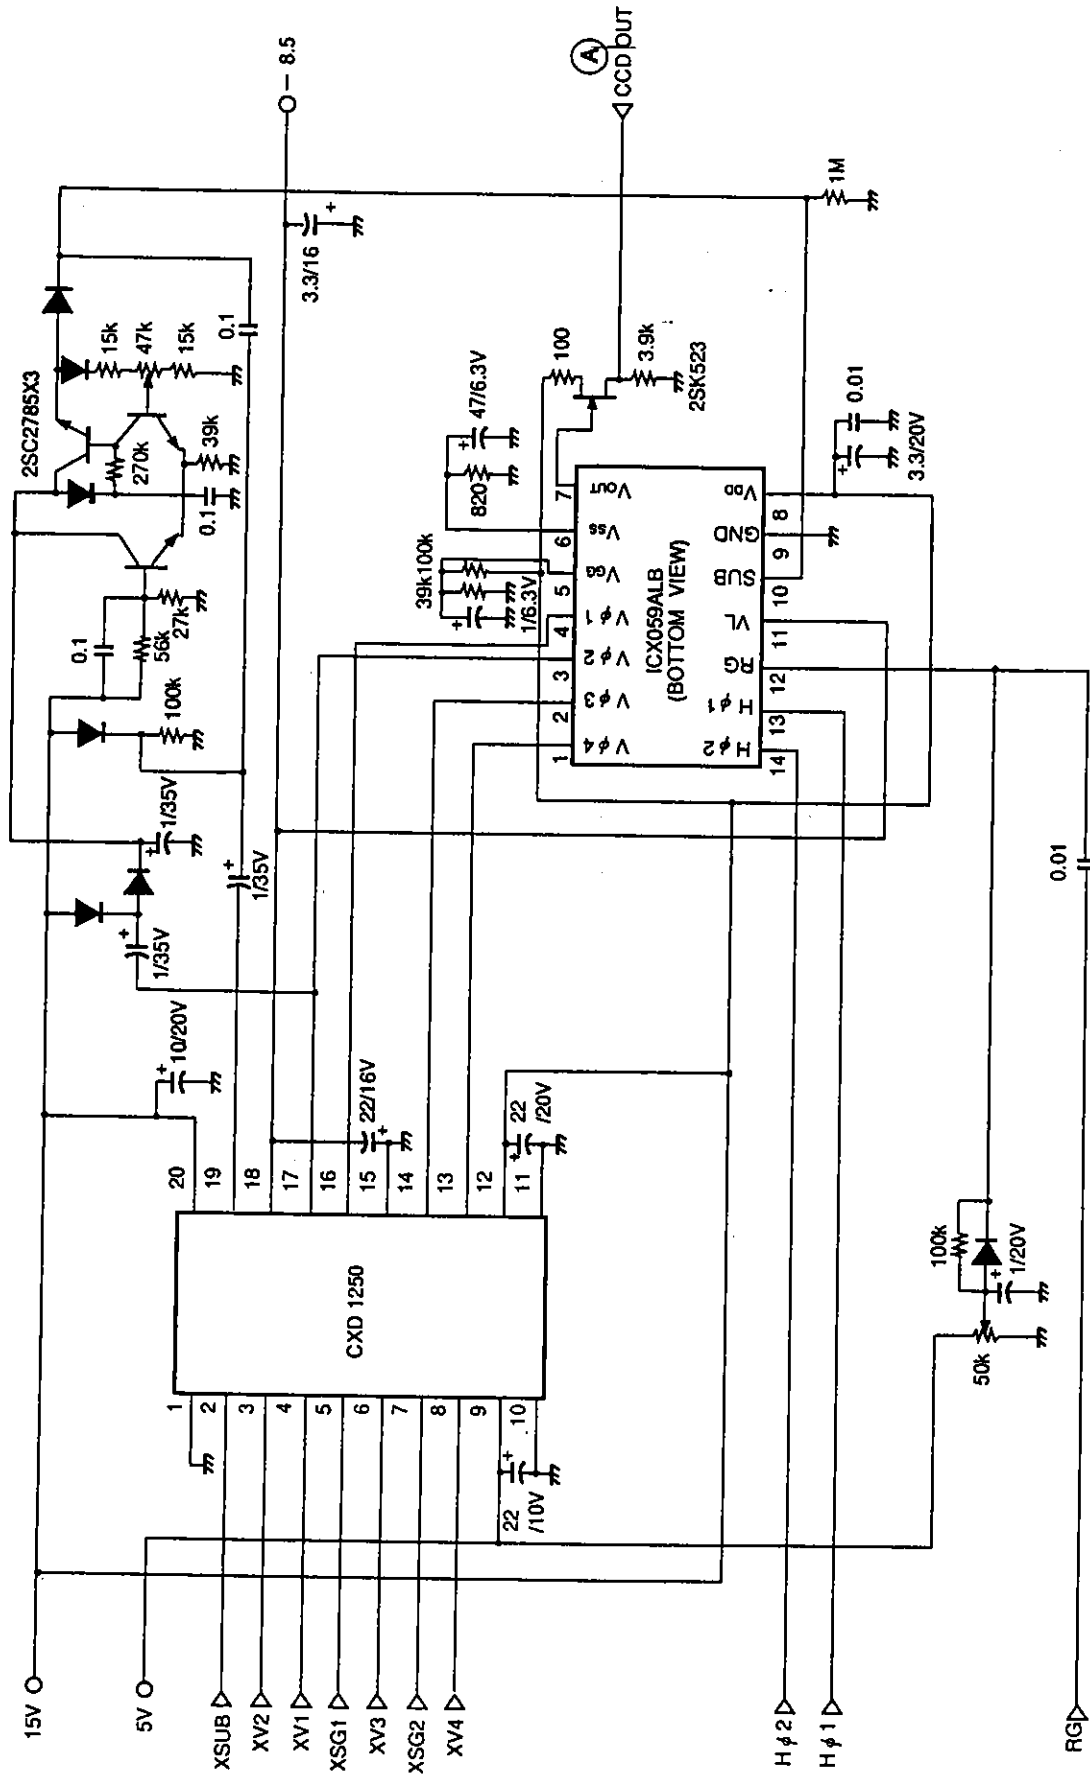 15V
5V
XSUB
XV2
XV1
XSG1
XV3
XSG2
XV4
Hφ2
Hφ1
RG
CXD 1250
1
2
3
4
5
6
7
8
9
10
20
19
18
17
16
15
14
13
12
11
22
/10V
10/20V
22/16V
22
/20V
1/35V
1/35V
1/35V
100k
0.1
56k
27k
0.1
270k
39k
2SC2785X3
15k
47k
15k
0.1
– 8.5
3.3/16
A
CCD OUT
1M
39k100k
1/6.3V
820
47/6.3V
100
3.9k
2SK523
1
2
3
4
5
6
7
Vφ4
Vφ3
Vφ2
Vφ1
VGG
VSS
VOUT
ICX059ALB
(BOTTOM VIEW)
Hφ2
Hφ1
RG
VL
SUB
GND
VDD
14
13
12
11
10
9
8
0.01
3.3/20V
50k
100k
1/20V
0.01